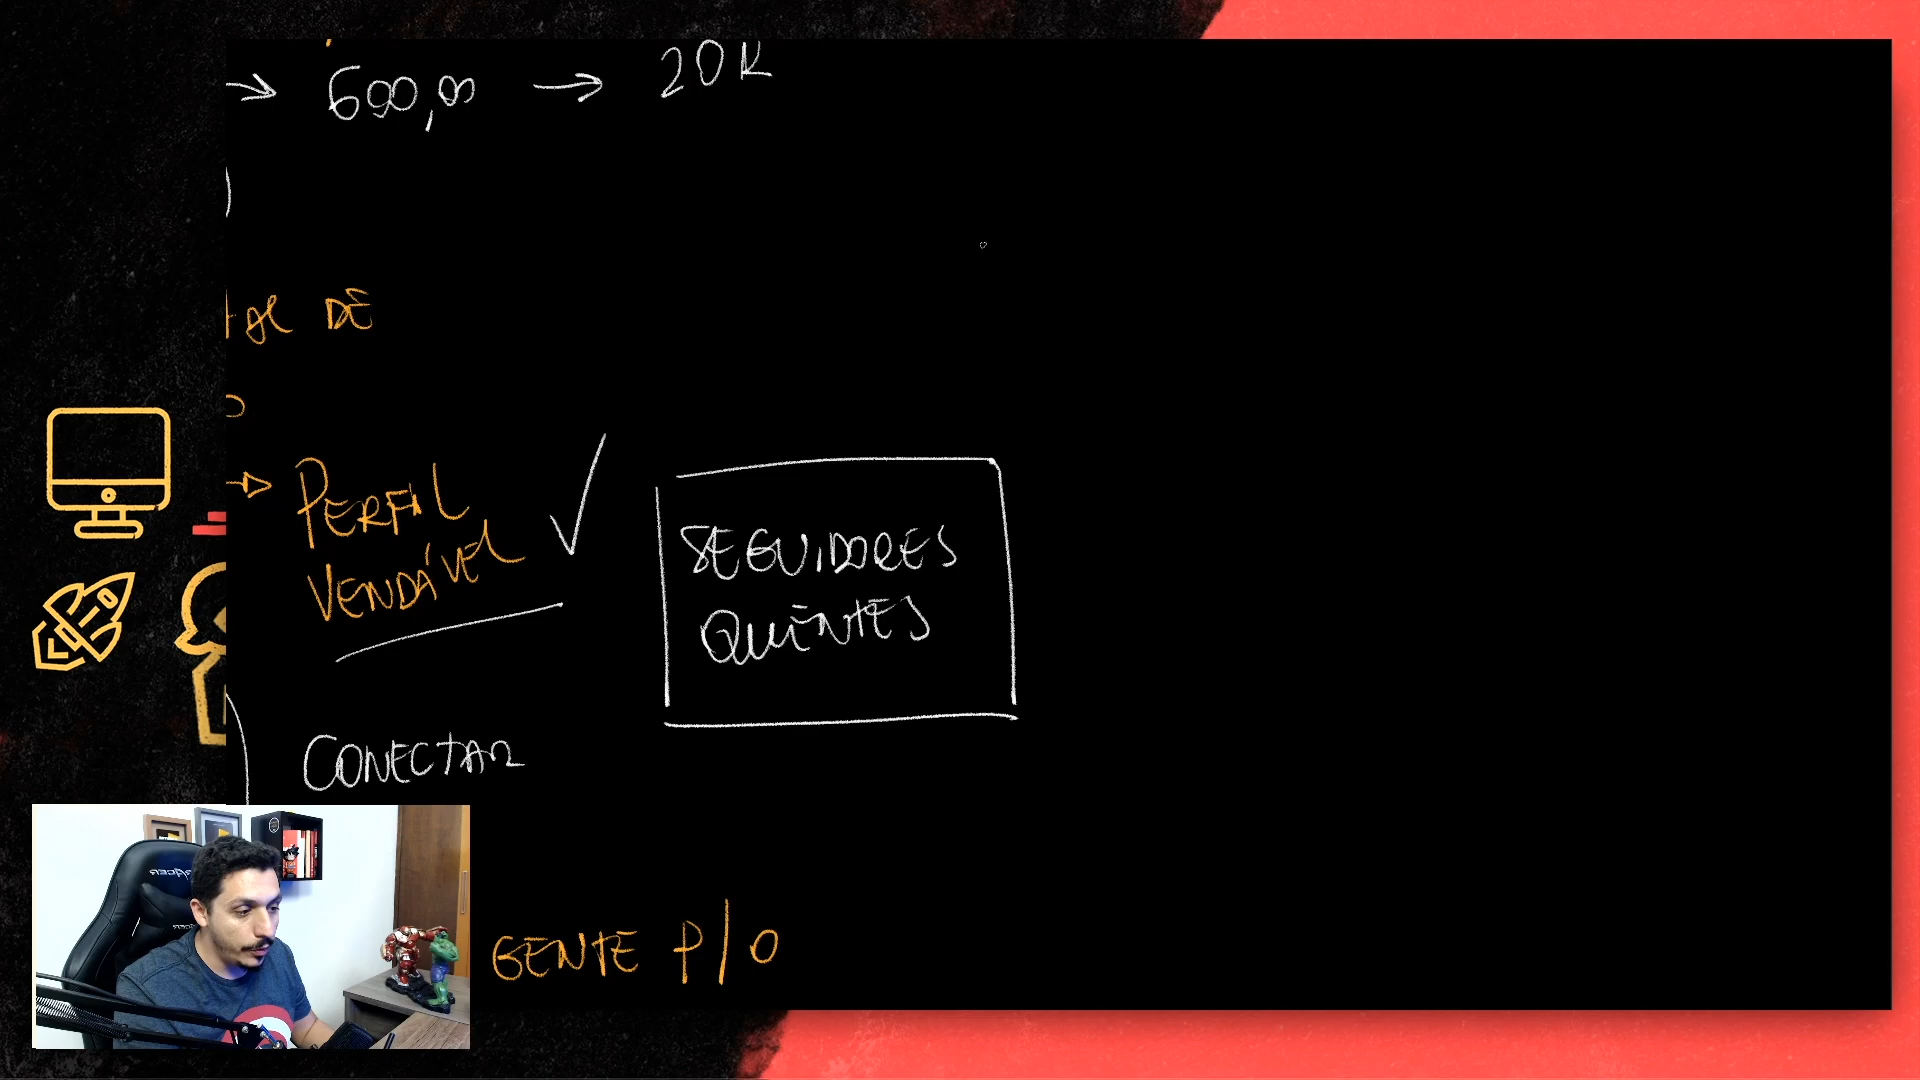 → 600,00 → 20K
DE
→ PERFIL
VENDÁVEL
SEGUIDORES
QUENTES
CONECTAR
GENTE P/ O